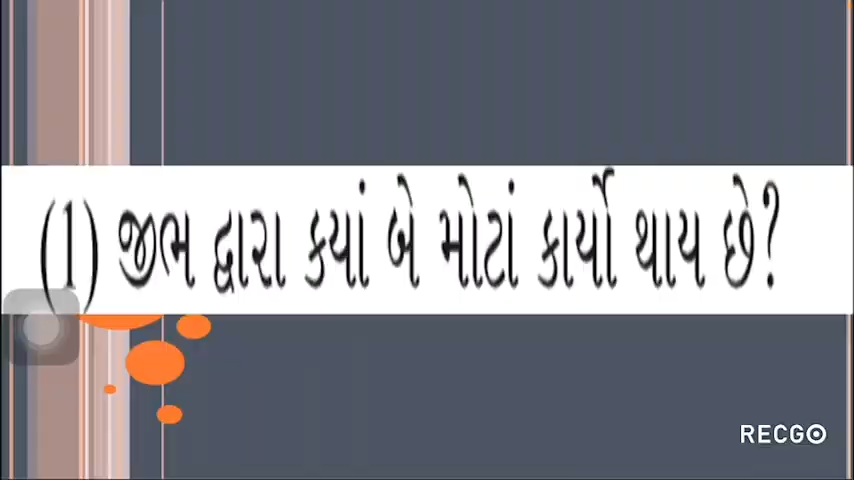 (1) જીભ દ્વારા કયાં બે મોટાં કાર્યો થાય છે?
RECGO